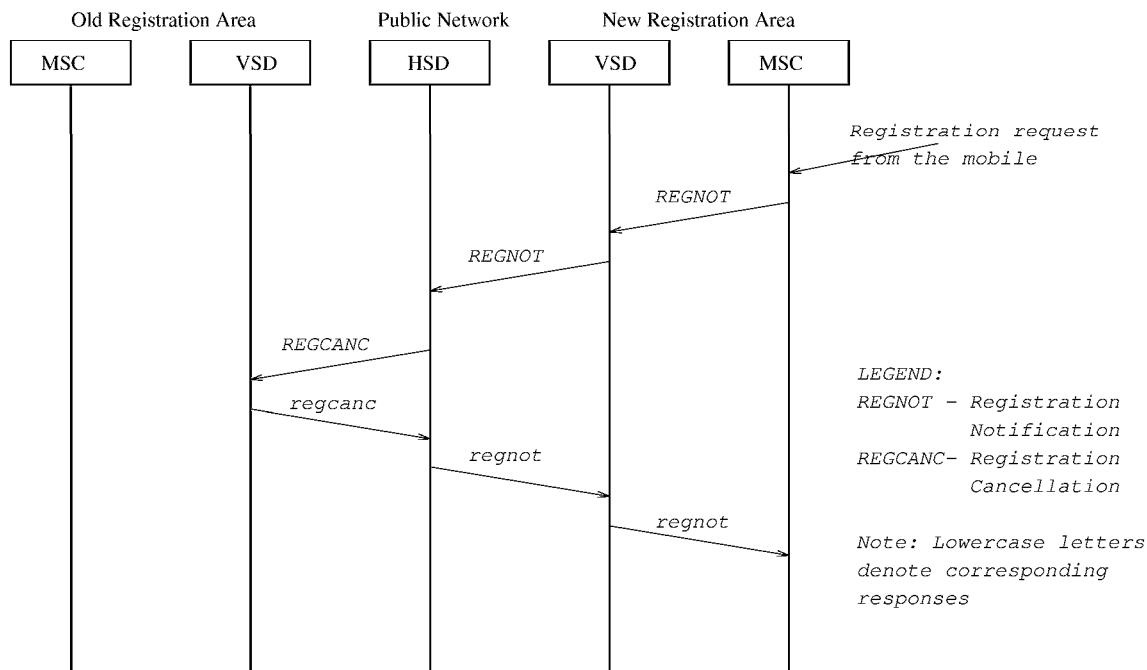 Old Registration Area
Public Network
New Registration Area
MSC
VSD
HSD
VSD
MSC
Registration request
from the mobile
REGNOT
REGNOT
REGCANC
regcanc
regnot
regnot
LEGEND:
REGNOT - Registration
Notification
REGCANC- Registration
Cancellation
Note: Lowercase letters
denote corresponding
responses